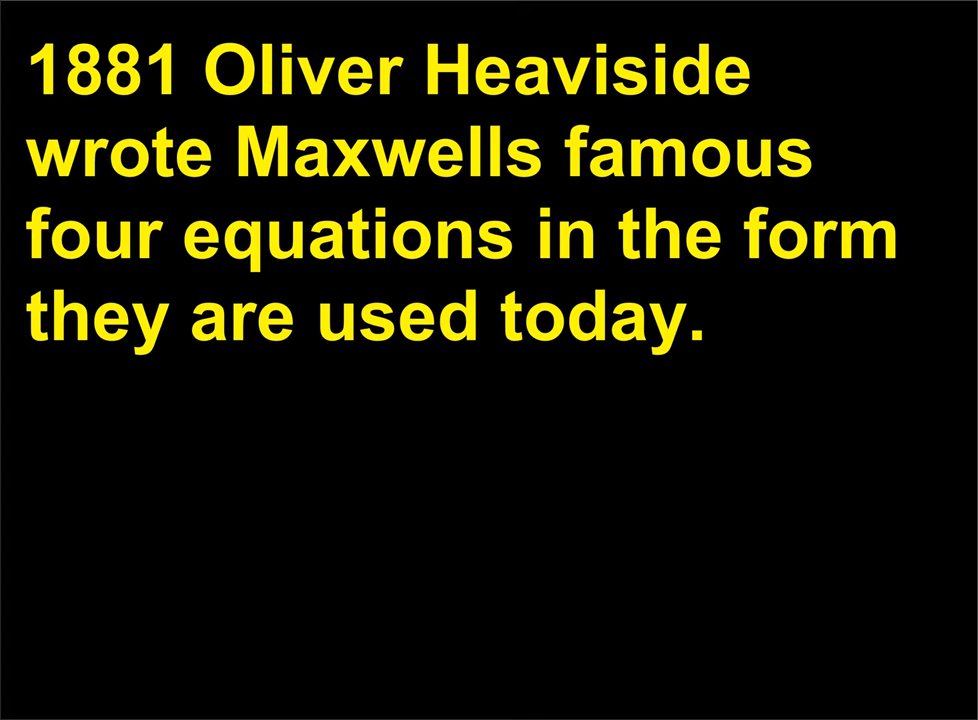 1881 Oliver Heaviside
wrote Maxwells famous
four equations in the form
they are used today.